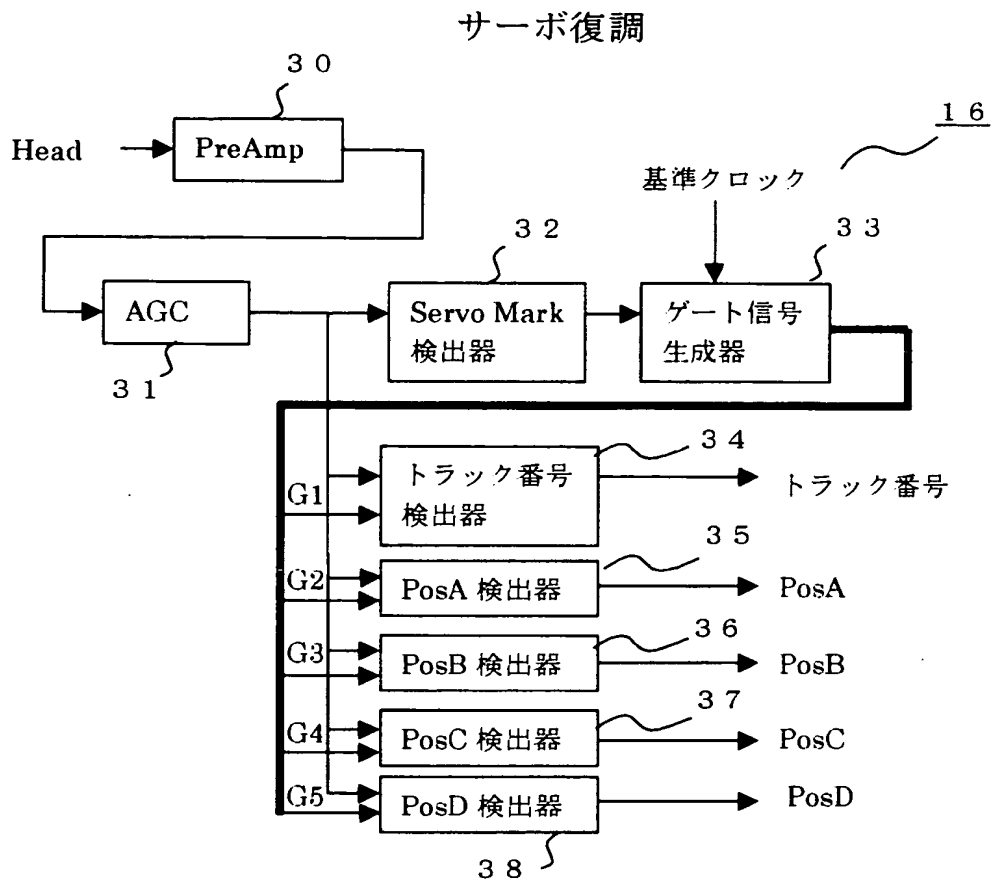 サーボ復調
３０
１６
Head
PreAmp
基準クロック
３２
３３
AGC
Servo Mark
検出器
ゲート信号
生成器
３１
３４
トラック番号
検出器
トラック番号
G1
３５
G2
PosA 検出器
PosA
３６
G3
PosB 検出器
PosB
３７
G4
PosC 検出器
PosC
G5
PosD 検出器
PosD
３８